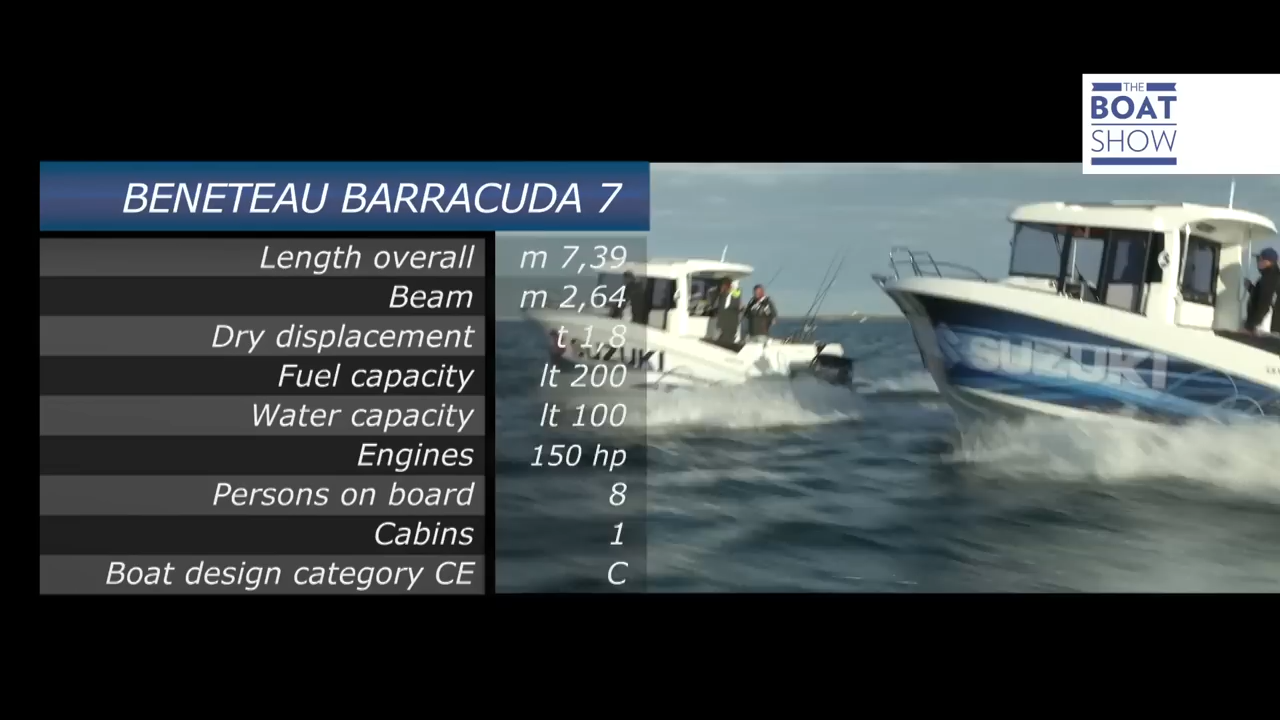 THE
BOAT
SHOW
BENETEAU BARRACUDA 7
Length overall m 7,39
Beam m 2,64
Dry displacement t 1,8
Fuel capacity lt 200
Water capacity lt 100
Engines 150 hp
Persons on board 8
Cabins 1
Boat design category CE C
SUZUKI
SUZUKI